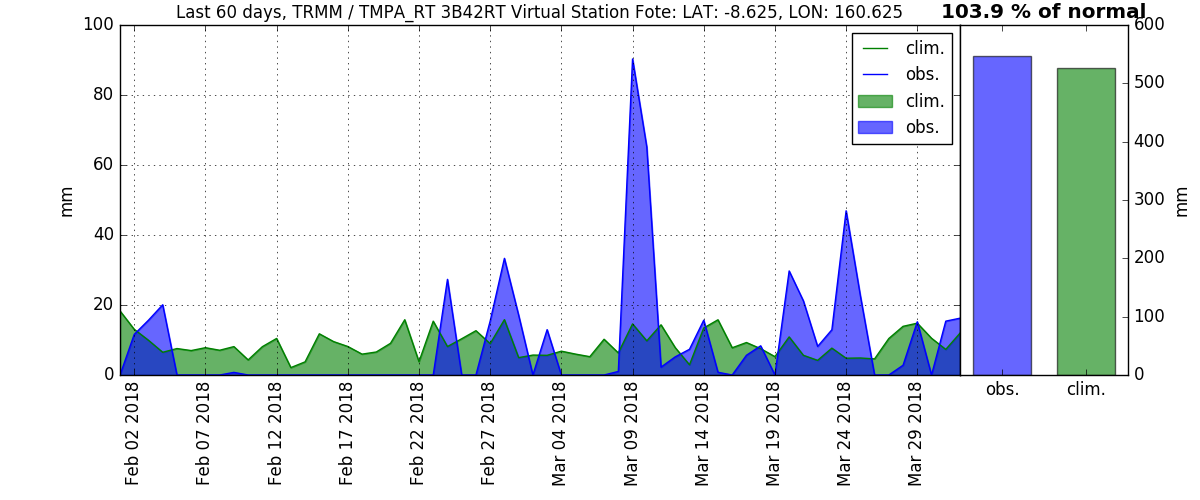 Last 60 days, TRMM / TMPA_RT 3B42RT Virtual Station Fote: LAT: -8.625, LON: 160.625
103.9 % of normal
100
80
60
40
20
0
mm
clim.
obs.
clim.
obs.
600
500
400
300
200
100
0
mm
Feb 02 2018
Feb 07 2018
Feb 12 2018
Feb 17 2018
Feb 22 2018
Feb 27 2018
Mar 04 2018
Mar 09 2018
Mar 14 2018
Mar 19 2018
Mar 24 2018
Mar 29 2018
obs.
clim.